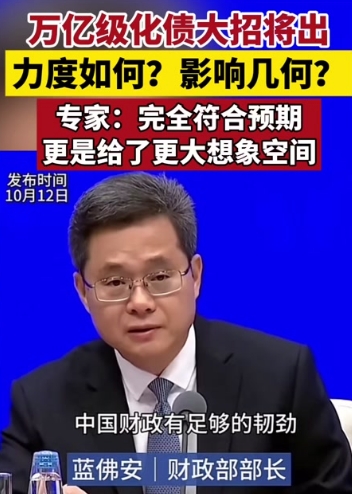 万亿级化债大招将出
力度如何？影响几何？
专家：完全符合预期
更是给了更大想象空间
发布时间
10月12日
中国财政有足够的韧劲
蓝佛安｜财政部部长